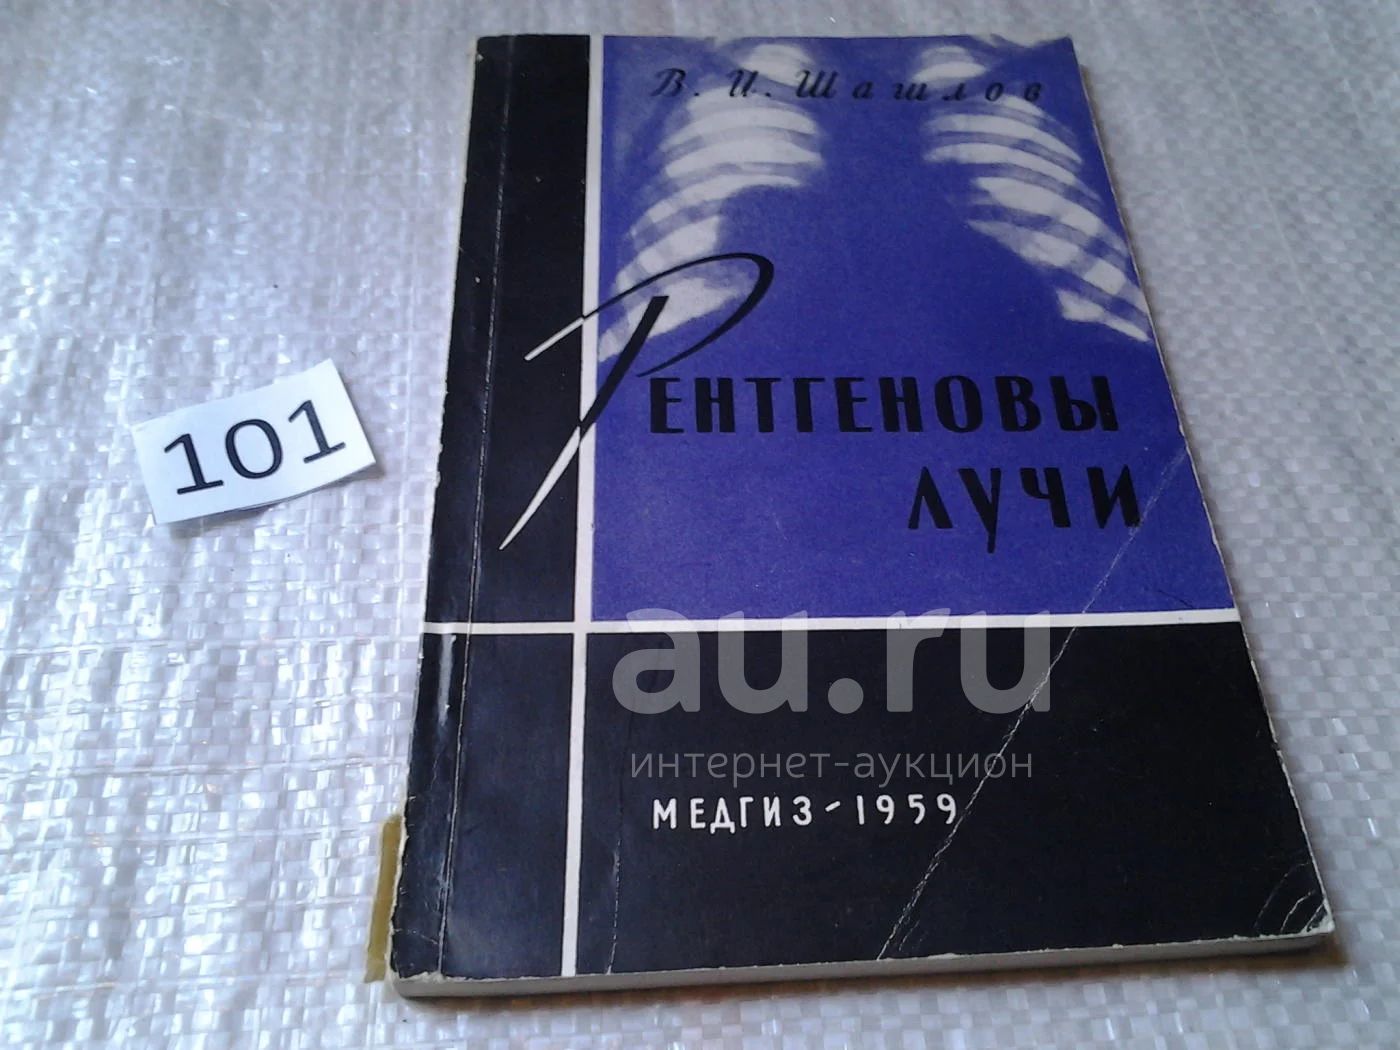 В. И. Шашлов
РЕНТГЕНОВЫ
ЛУЧИ
101
au.ru
интернет-аукцион
МЕДГИЗ-1959